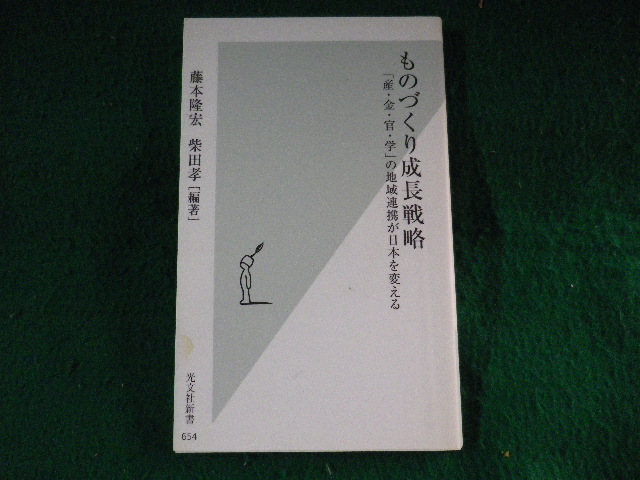 ものづくり成長戦略
「産・金・官・学」の地域連携が日本を変える
藤本隆宏 柴田孝［編著］
光文社新書
654